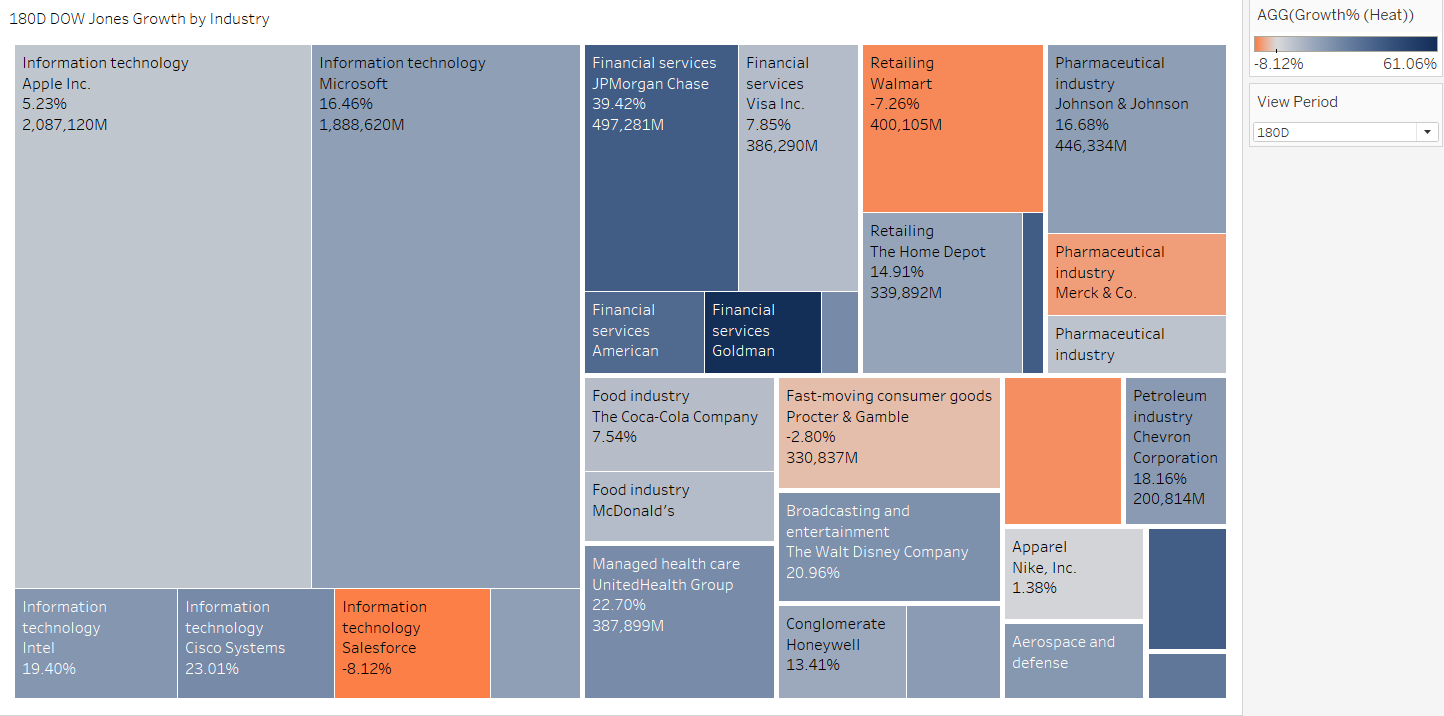 180D DOW Jones Growth by Industry
Information technology
Apple Inc.
5.23%
2,087,120M
Information technology
Microsoft
16.46%
1,888,620M
Information
technology
Intel
19.40%
Information
technology
Cisco Systems
23.01%
Information
technology
Salesforce
-8.12%
Financial services
JPMorgan Chase
39.42%
497,281M
Financial
services
Visa Inc.
7.85%
386,290M
Financial
services
American
Financial
services
Goldman
Retailing
Walmart
-7.26%
400,105M
Retailing
The Home Depot
14.91%
339,892M
Pharmaceutical
industry
Johnson & Johnson
16.68%
446,334M
Pharmaceutical
industry
Merck & Co.
Pharmaceutical
industry
Food industry
The Coca-Cola Company
7.54%
Food industry
McDonald's
Managed health care
UnitedHealth Group
22.70%
387,899M
Fast-moving consumer goods
Procter & Gamble
-2.80%
330,837M
Broadcasting and
entertainment
The Walt Disney Company
20.96%
Conglomerate
Honeywell
13.41%
Petroleum
industry
Chevron
Corporation
18.16%
200,814M
Apparel
Nike, Inc.
1.38%
Aerospace and
defense
AGG(Growth% (Heat))
-8.12% 61.06%
View Period
180D